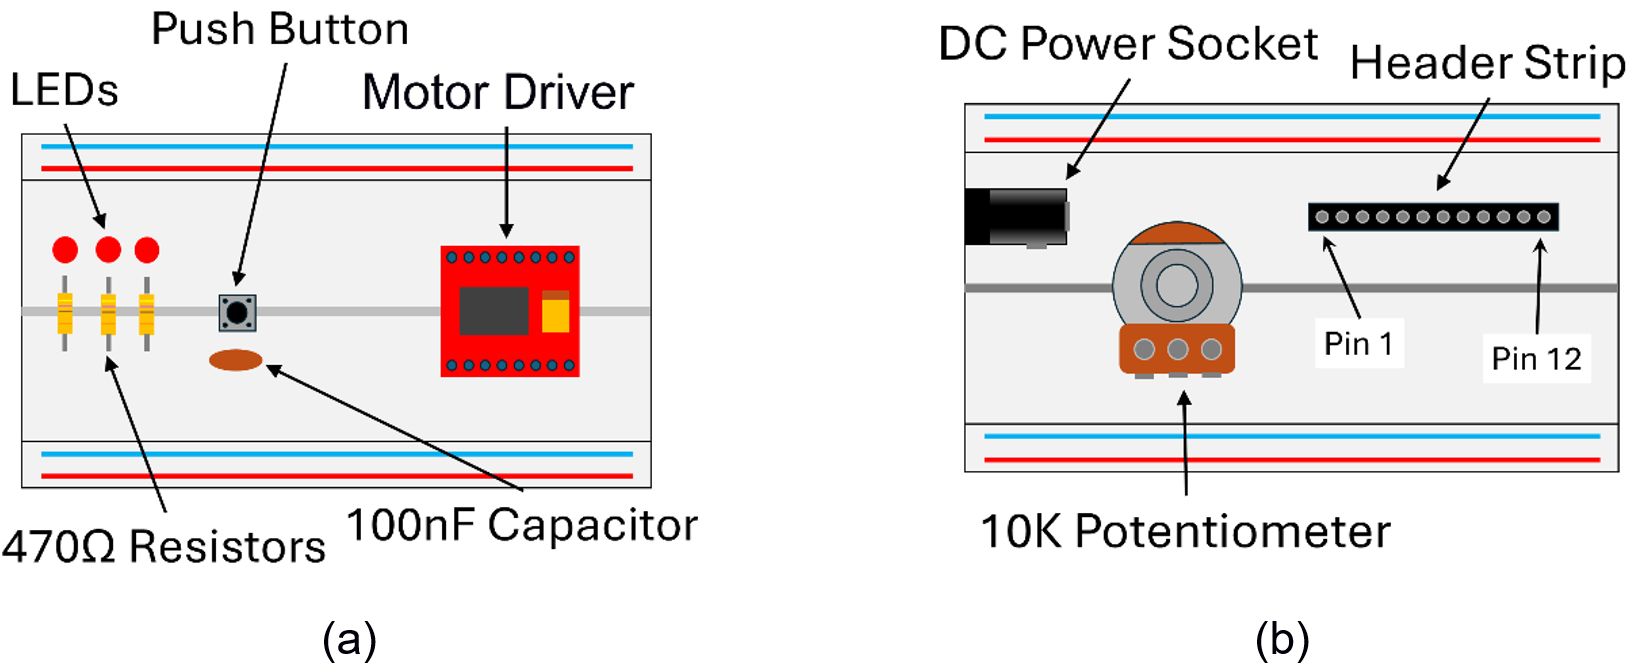 Push Button
LEDs
Motor Driver
470Ω Resistors
100nF Capacitor
(a)
DC Power Socket
Header Strip
Pin 1
Pin 12
10K Potentiometer
(b)